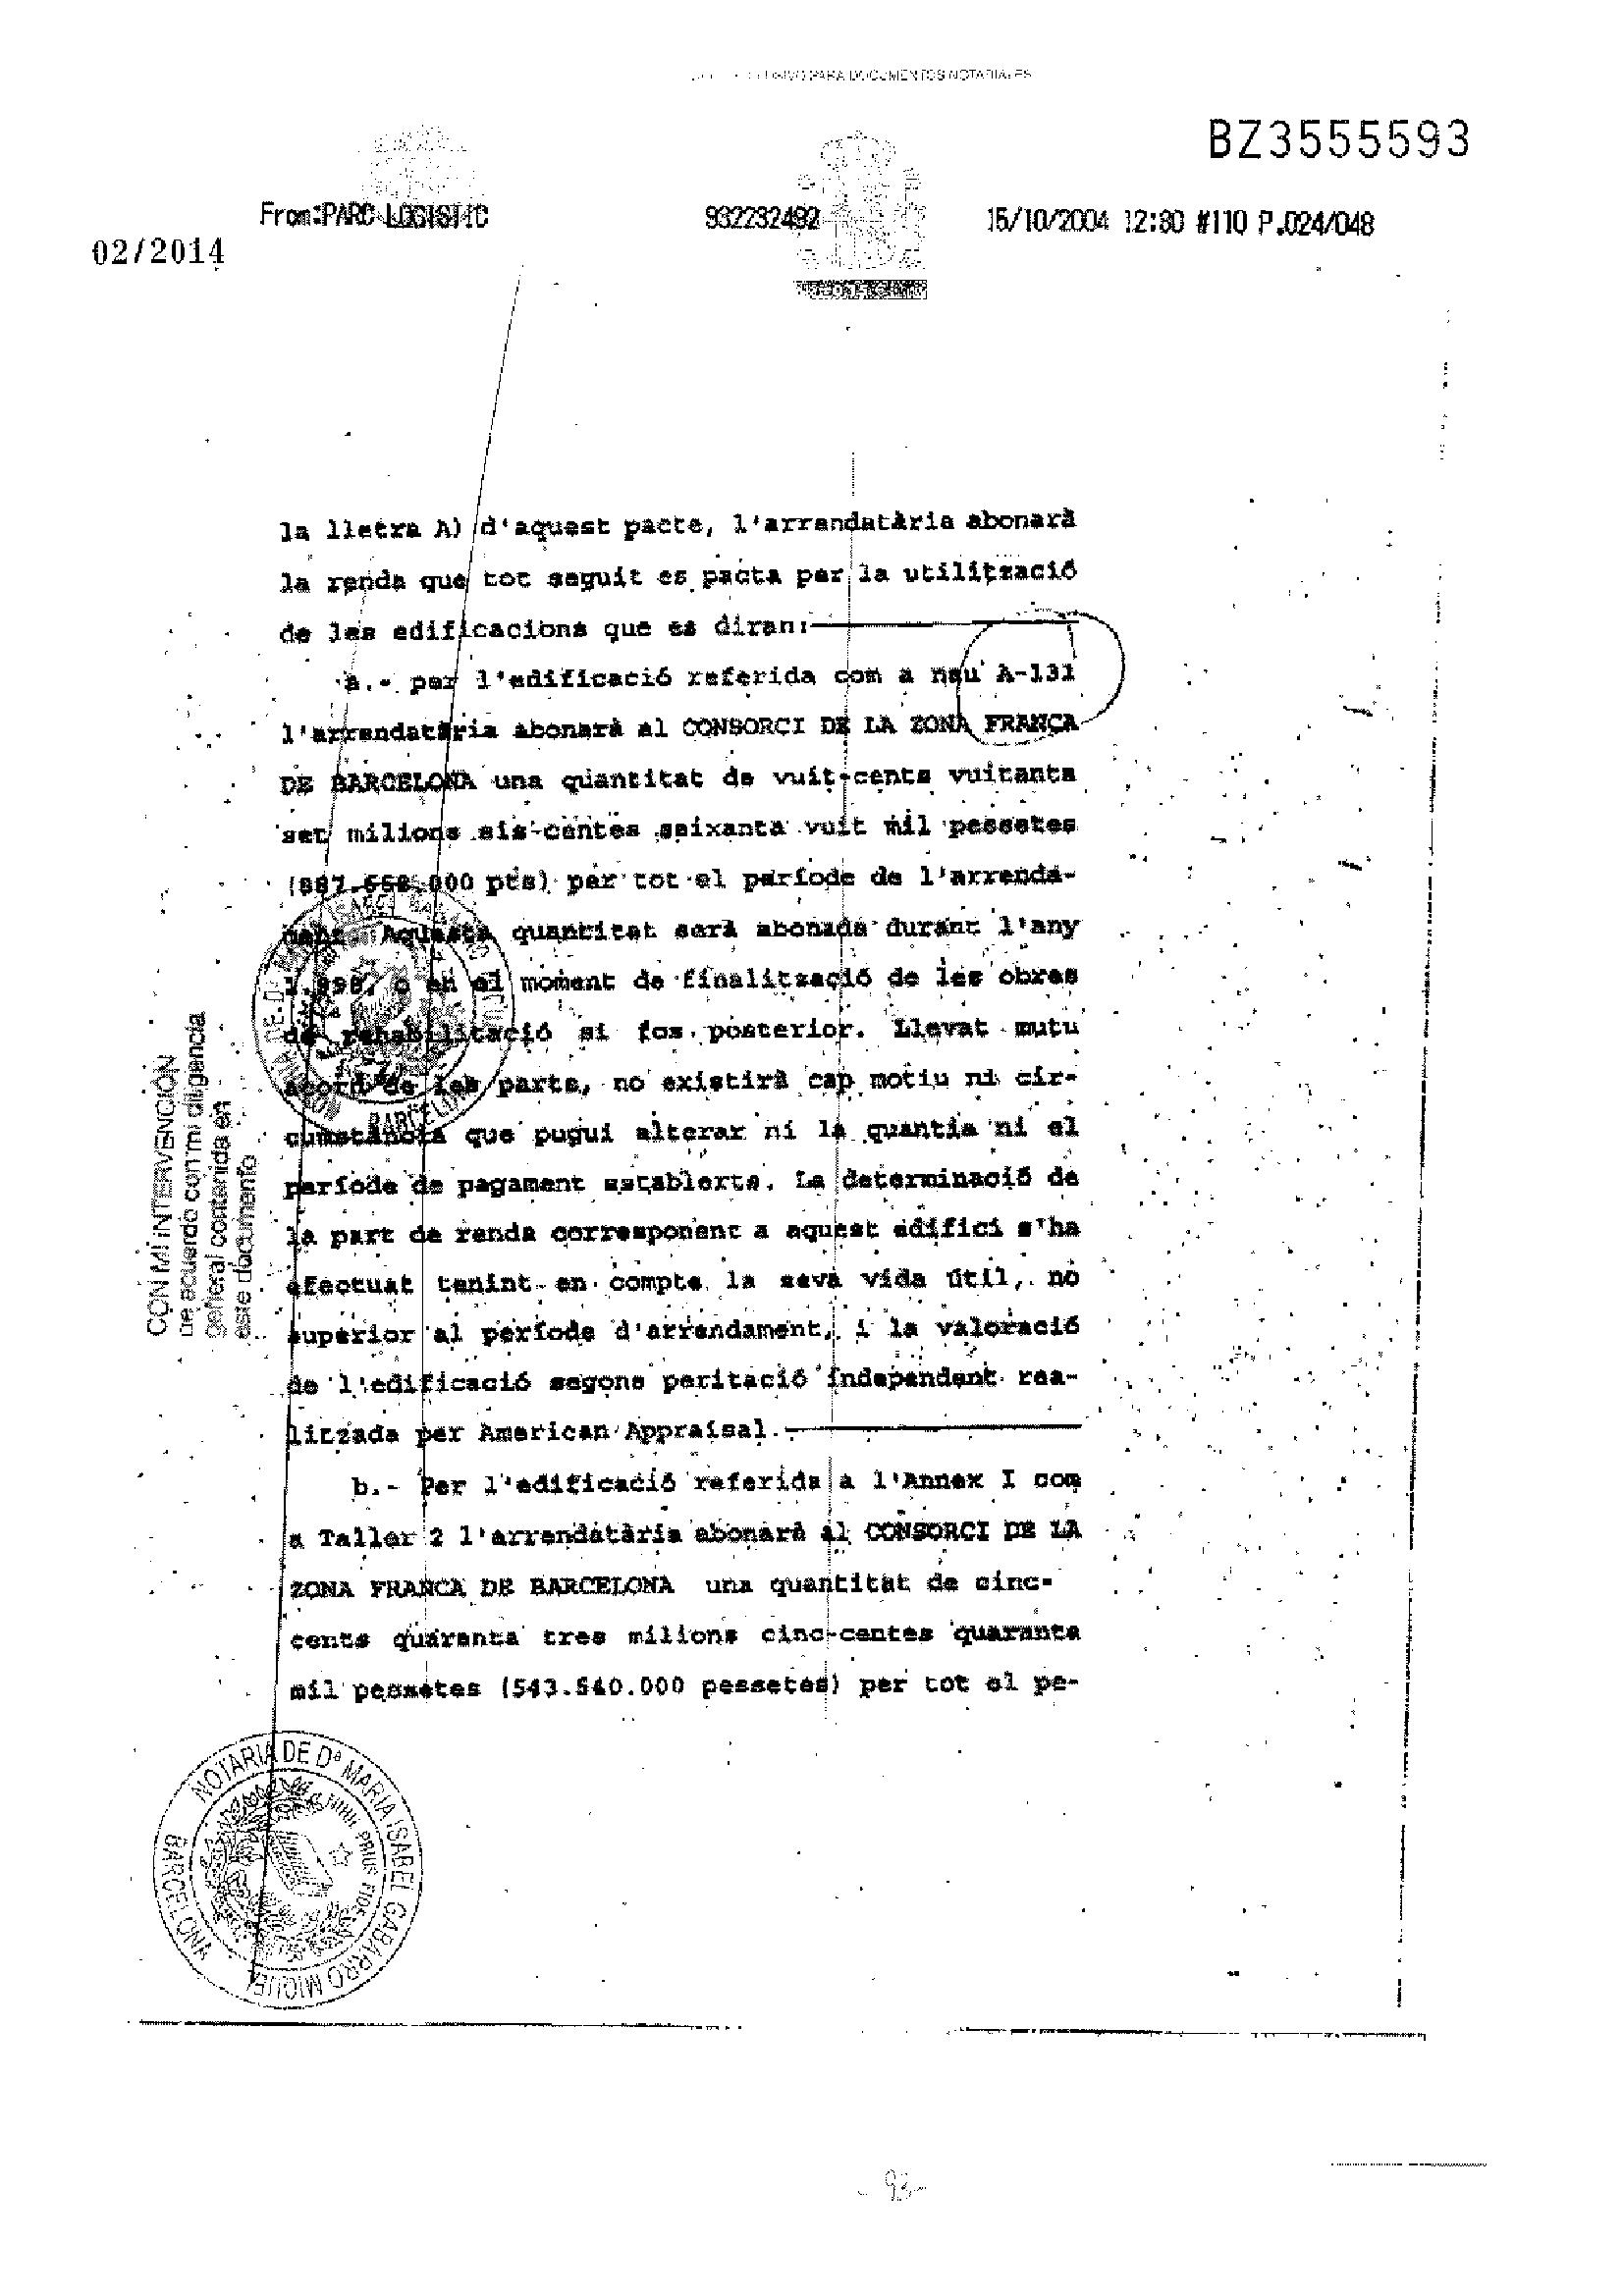 PARA DOCUMENTOS NOTARIALES
BZ3555593
From:PARC LOGISTIC 932232492 15/10/2004 12:30 #110 P.024/048
02/2014
la lletra A) d'aquest pacte, l'arrendatària abonarà
la renda que tot seguit es pacta per la utilització
de les edificacions que es diran:
a.- per l'edificació referida com a nau A-131
l'arrendatària abonarà al CONSORCI DE LA ZONA FRANCA
DE BARCELONA una quantitat de vuit-cents vuitanta
set milions sis-centes seixanta vuit mil pessetes
(887.668.000 pts) per tot el període de l'arrenda-
ment. Aquesta quantitat serà abonada durant l'any
1.998, o en el moment de finalització de les obres
de rehabilitació si fos posterior. Llevat mutu
acord de les parts, no existirà cap motiu ni cir-
cumstància que pugui alterar ni la quantia ni el
període de pagament establerts. La determinació de
la part de renda corresponent a aquest edifici s'ha
efectuat tenint en compte la seva vida útil, no
superior al període d'arrendament, i la valoració
de l'edificació segons peritació independent rea-
litzada per American Appraisal.
b.- Per l'edificació referida a l'Annex I com
a Taller 2 l'arrendatària abonarà al CONSORCI DE LA
ZONA FRANCA DE BARCELONA una quantitat de cinc-
cents quaranta tres milions cinc-centes quaranta
mil pessetes (543.540.000 pessetes) per tot el pe-
CON MI INTERVENCIÓN
de acuerdo con mi diligencia
general contenida en
este documento
BARCEL
NOTARIA DE Dª MARIA ISABEL GABARRO MIQUEL
BARCELONA
NIHIL PRIUS FIDE
- 93 -